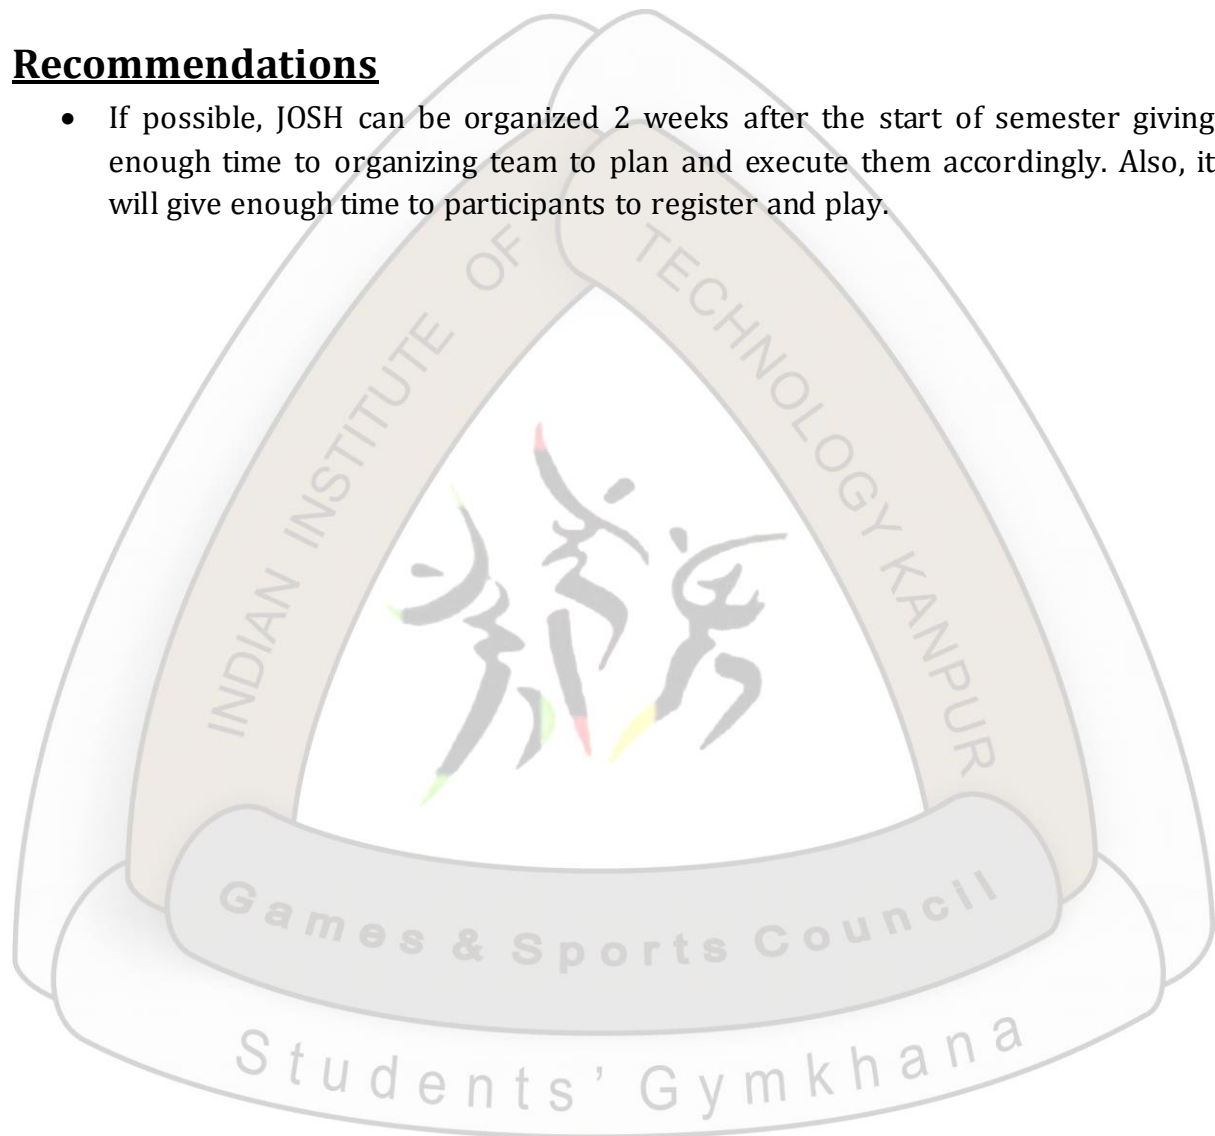 Recommendations
• If possible, JOSH can be organized 2 weeks after the start of semester giving
enough time to organizing team to plan and execute them accordingly. Also, it
will give enough time to participants to register and play.
INDIAN INSTITUTE OF TECHNOLOGY KANPUR
Games & Sports Council
Students' Gymkhana